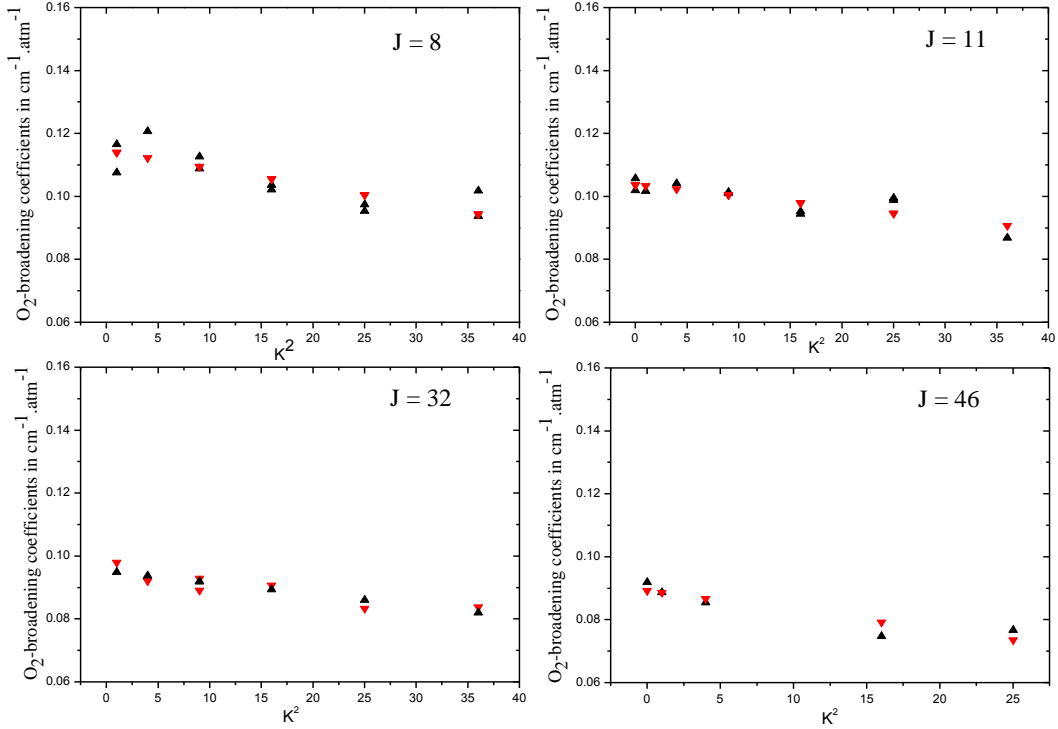 J = 8
O2-broadening coefficients in cm-1.atm-1
0.16
0.14
0.12
0.10
0.08
0.06
0 5 10 15 20 25 30 35 40
K2
J = 11
O2-broadening coefficients in cm-1.atm-1
0.16
0.14
0.12
0.10
0.08
0.06
0 5 10 15 20 25 30 35 40
K2
J = 32
O2-broadening coefficients in cm-1.atm-1
0.16
0.14
0.12
0.10
0.08
0.06
0 5 10 15 20 25 30 35 40
K2
J = 46
O2-broadening coefficients in cm-1.atm-1
0.16
0.14
0.12
0.10
0.08
0.06
0 5 10 15 20 25
K2